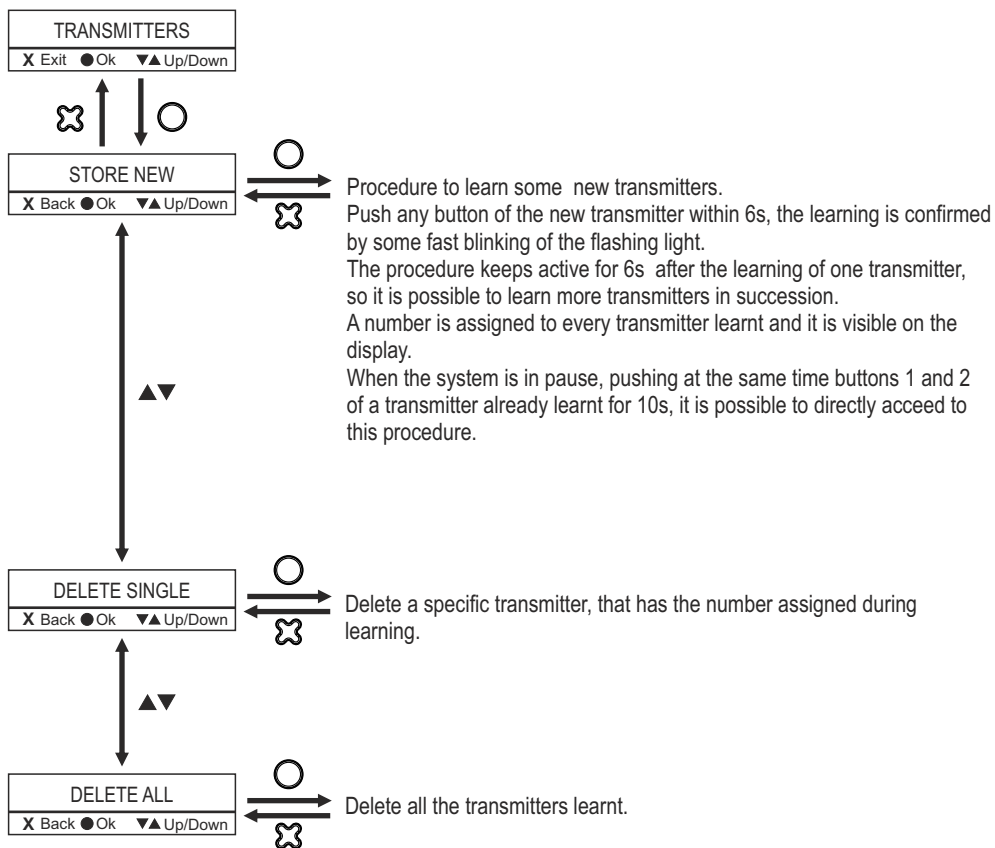 TRANSMITTERS
X Exit ●Ok ▼▲Up/Down
STORE NEW
X Back ●Ok ▼▲Up/Down
Procedure to learn some new transmitters.
Push any button of the new transmitter within 6s, the learning is confirmed
by some fast blinking of the flashing light.
The procedure keeps active for 6s after the learning of one transmitter,
so it is possible to learn more transmitters in succession.
A number is assigned to every transmitter learnt and it is visible on the
display.
When the system is in pause, pushing at the same time buttons 1 and 2
of a transmitter already learnt for 10s, it is possible to directly acceed to
this procedure.
▲▼
DELETE SINGLE
X Back ●Ok ▼▲Up/Down
Delete a specific transmitter, that has the number assigned during
learning.
▲▼
DELETE ALL
X Back ●Ok ▼▲Up/Down
Delete all the transmitters learnt.